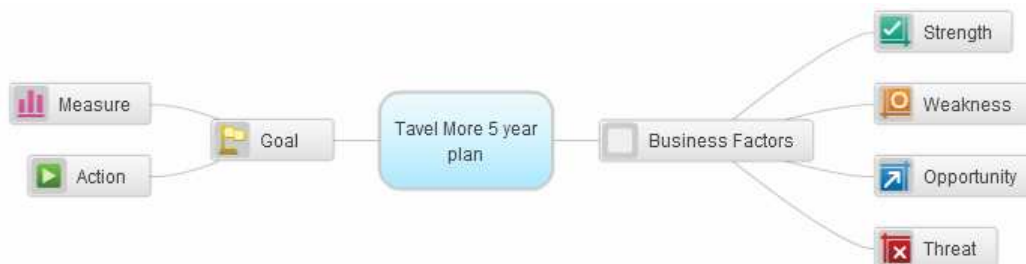 Strength
Measure
Weakness
Tavel More 5 year
plan
Goal
Business Factors
Action
Opportunity
Threat